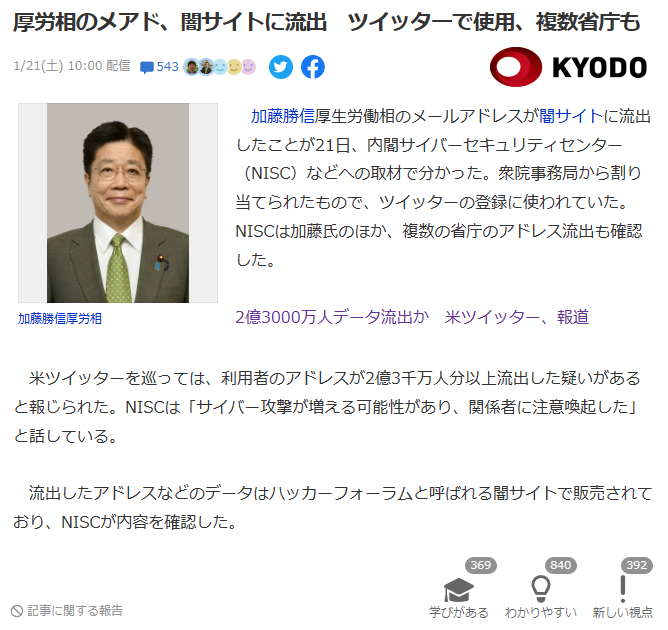 厚労相のメアド、闇サイトに流出　ツイッターで使用、複数省庁も
1/21(土) 10:00 配信 543
KYODO
加藤勝信厚生労働相のメールアドレスが闇サイトに流出
したことが21日、内閣サイバーセキュリティセンター
（NISC）などへの取材で分かった。衆院事務局から割り
当てられたもので、ツイッターの登録に使われていた。
NISCは加藤氏のほか、複数の省庁のアドレス流出も確認
した。
加藤勝信厚労相
2億3000万人データ流出か　米ツイッター、報道
米ツイッターを巡っては、利用者のアドレスが2億3千万人分以上流出した疑いがある
と報じられた。NISCは「サイバー攻撃が増える可能性があり、関係者に注意喚起した」
と話している。
流出したアドレスなどのデータはハッカーフォーラムと呼ばれる闇サイトで販売されて
おり、NISCが内容を確認した。
369 840 392
学びがある わかりやすい 新しい視点
記事に関する報告